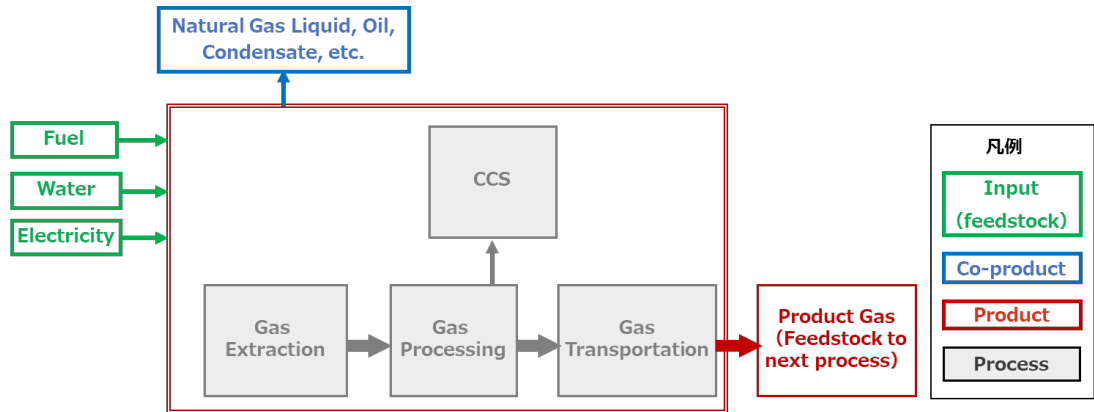 Natural Gas Liquid, Oil,
Condensate, etc.
Fuel
Water
Electricity
CCS
Gas
Extraction
Gas
Processing
Gas
Transportation
Product Gas
（Feedstock to
next process）
凡例
Input
（feedstock）
Co-product
Product
Process